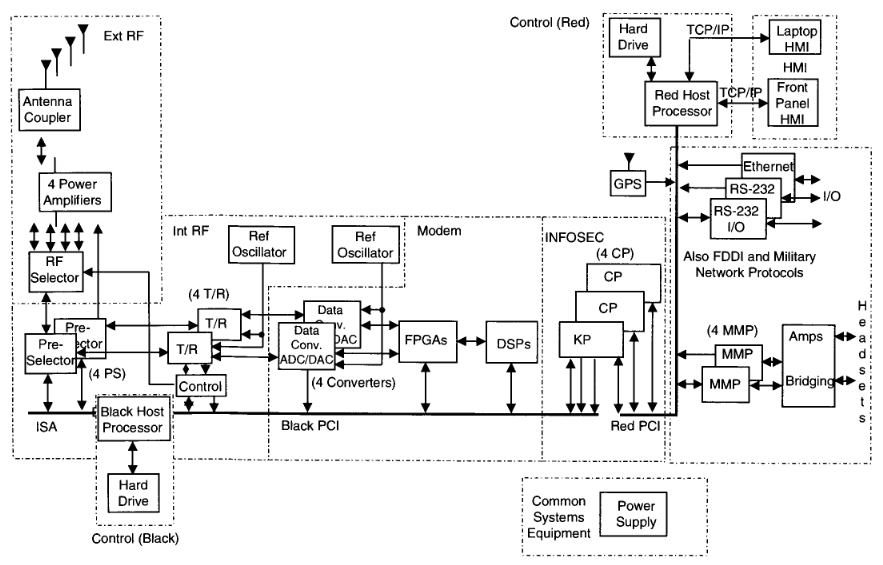 Ext RF
Antenna
Coupler
4 Power
Amplifiers
RF
Selector
Pre-
Selector
Pre-
ector
(4 PS)
ISA
Int RF
Ref
Oscillator
(4 T/R)
T/R
T/R
Control
Black Host
Processor
Hard
Drive
Control (Black)
Modem
Ref
Oscillator
Data
Conv.
DAC
Data
Conv.
ADC/DAC
(4 Converters)
FPGAs
DSPs
Black PCI
INFOSEC
(4 CP)
CP
CP
KP
Red PCI
Control (Red)
Hard
Drive
Red Host
Processor
TCP/IP
TCP/IP
Laptop
HMI
HMI
Front
Panel
HMI
GPS
Ethernet
RS-232
RS-232
I/O
I/O
Also FDDI and Military
Network Protocols
(4 MMP)
MMP
MMP
Amps
Bridging
Headsets
Common
Systems
Equipment
Power
Supply